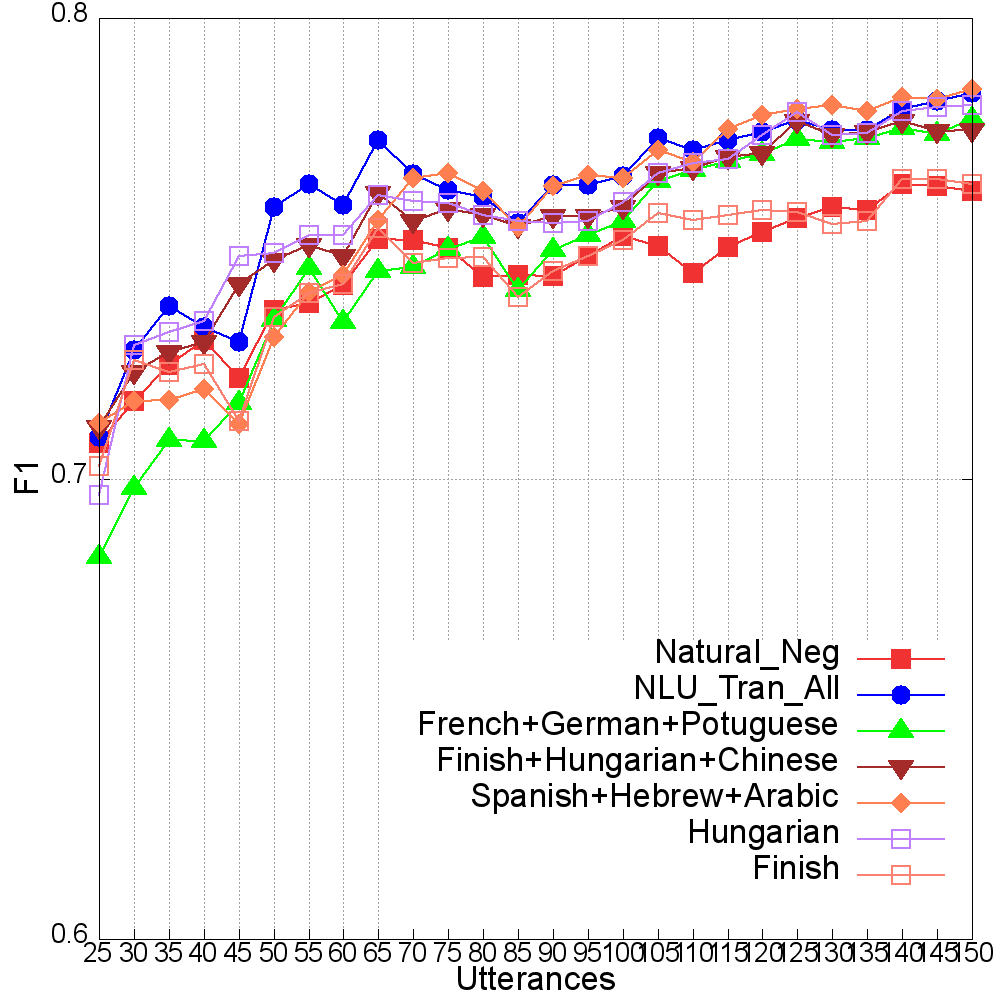 0.8
0.7
0.6
F1
Natural_Neg
NLU_Tran_All
French+German+Potuguese
Finish+Hungarian+Chinese
Spanish+Hebrew+Arabic
Hungarian
Finish
25 30 35 40 45 50 55 60 65 70 75 80 85 90 95 100 105 110 115 120 125 130 135 140 145 150
Utterances